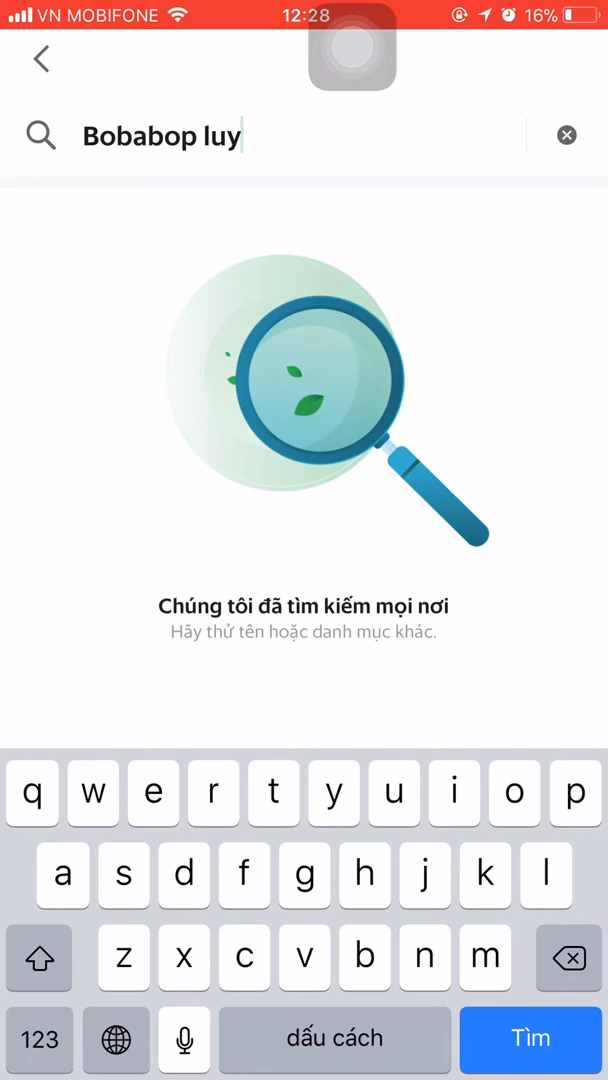 VN MOBIFONE 12:28 16%
Bobabop luy
Chúng tôi đã tìm kiếm mọi nơi
Hãy thử tên hoặc danh mục khác.
q w e r t y u i o p
a s d f g h j k l
z x c v b n m
123 dấu cách Tìm